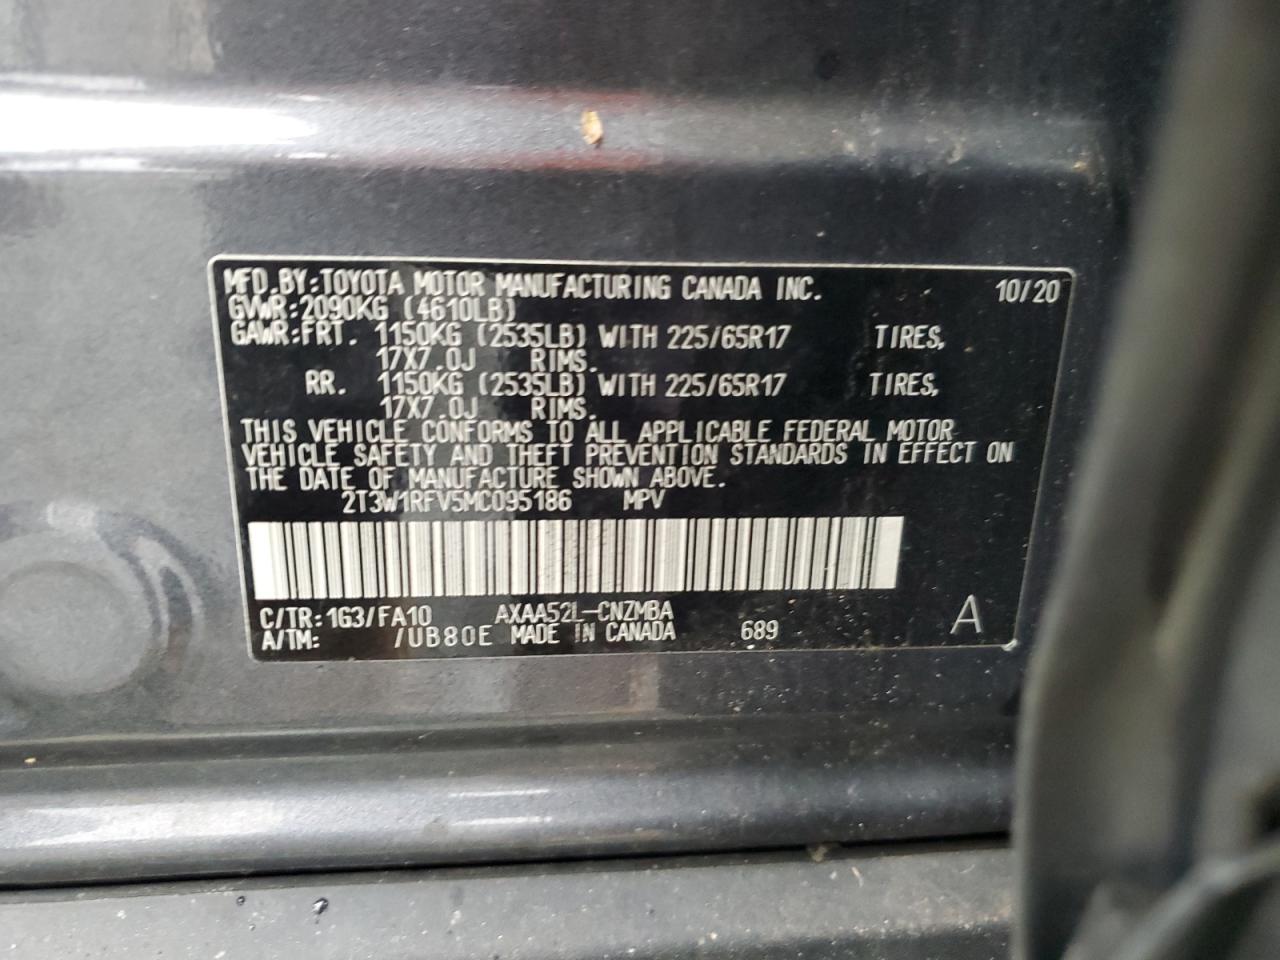 MFD.BY:TOYOTA MOTOR MANUFACTURING CANADA INC. 10/20
GVWR:2090KG (4610LB)
GAWR:FRT. 1150KG (2535LB) WITH 225/65R17 TIRES,
17X7.0J RIMS.
RR. 1150KG (2535LB) WITH 225/65R17 TIRES,
17X7.0J RIMS.
THIS VEHICLE CONFORMS TO ALL APPLICABLE FEDERAL MOTOR
VEHICLE SAFETY AND THEFT PREVENTION STANDARDS IN EFFECT ON
THE DATE OF MANUFACTURE SHOWN ABOVE.
2T3W1RFV5MC095186 MPV
C/TR:1G3/FA10 AXAA52L-CNZMBA
A/TM: /UB80E MADE IN CANADA 689 A